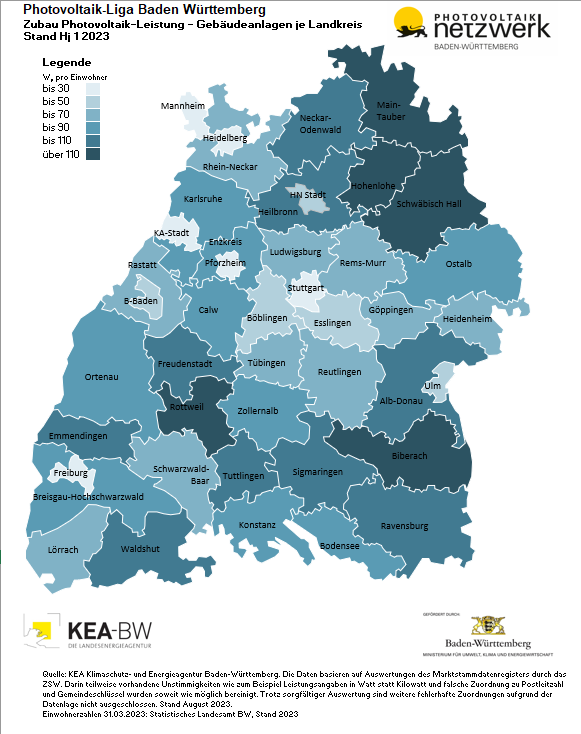 Photovoltaik-Liga Baden Württemberg
Zubau Photovoltaik-Leistung - Gebäudeanlagen je Landkreis
Stand Hj 1 2023
PHOTOVOLTAIK
netzwerk
BADEN-WÜRTTEMBERG
Legende
W, pro Einwohner
bis 30
bis 50
bis 70
bis 90
bis 110
über 110
Mannheim
Main-
Tauber
Neckar-
Odenwald
Heidelberg
Rhein-Neckar
Hohenlohe
HN Stadt
Karlsruhe
Schwäbisch Hall
Heilbronn
KA-Stadt
Enzkreis
Ludwigsburg
Rems-Murr
Ostalb
Rastatt
Pforzheim
Stuttgart
B-Baden
Calw
Böblingen
Esslingen
Göppingen
Heidenheim
Freudenstadt
Tübingen
Reutlingen
Ortenau
Ulm
Alb-Donau
Rottweil
Zollernalb
Emmendingen
Biberach
Freiburg
Schwarzwald-
Baar
Tuttlingen
Sigmaringen
Breisgau-Hochschwarzwald
Konstanz
Ravensburg
Lörrach
Waldshut
Bodensee
KEA-BW
DIE LANDESENERGIEAGENTUR
GEFÖRDERT DURCH:
Baden-Württemberg
MINISTERIUM FÜR UMWELT, KLIMA UND ENERGIEWIRTSCHAFT
Quelle: KEA Klimaschutz- und Energieagentur Baden-Württemberg. Die Daten basieren auf Auswertungen des Marktstammdatenregisters durch das
ZSW. Darin teilweise vorhandne Unstimmigkeiten wie zum Beispiel Leistungsangaben in Watt statt Kilowatt und falsche Zuordnung zu Postleitzahl
und Gemeindeschlüssel wurden soweit wie möglich bereinigt. Trotz sorgfältiger Auswertung sind weitere fehlerhafte Zuordnungen aufgrund der
Datenlage nicht ausgeschlossen. Stand August 2023.
Einwohnerzahlen 31.03.2023: Statistisches Landesamt BW, Stand 2023